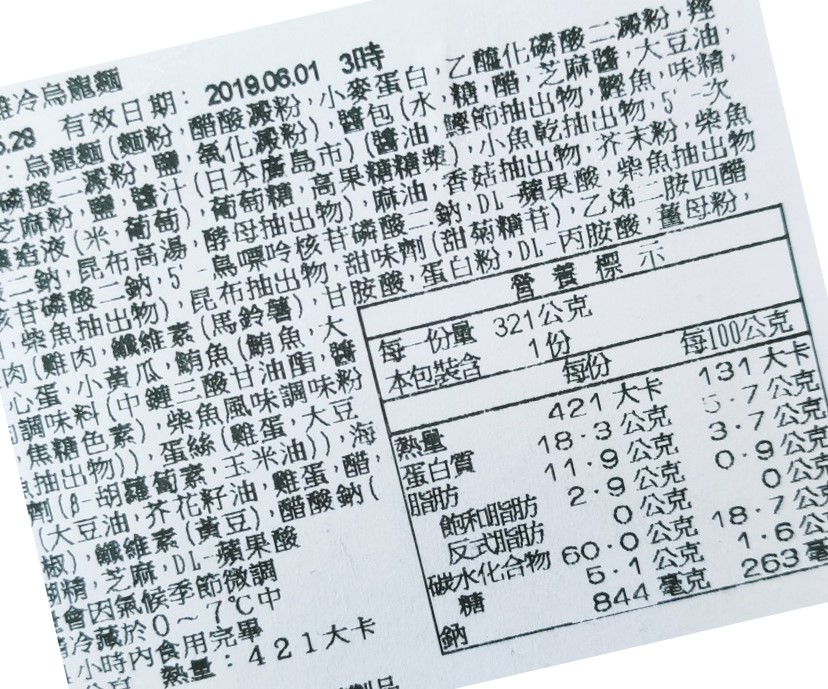 冷烏龍麵
5.28 有效日期: 2019.06.01 3時
: 烏龍麵(麵粉,醋酸澱粉,小麥蛋白,乙醯化磷酸二澱粉,羥
磷酸二澱粉,鹽,氧化澱粉),醬包(水,糖,醋,芝麻醬,大豆油,
芝麻粉,鹽,醬汁(日本廣島市)(醬油,鰹節抽出物,鰹魚,味精,
液(米,葡萄),葡萄糖,高果糖糖漿),小魚乾抽出物,5'-次
二鈉,昆布高湯,酵母抽出物),麻油,香菇抽出物,芥末粉,柴魚
核苷磷酸二鈉,5'-鳥嘌呤核苷磷酸二鈉,DL-蘋果酸,柴魚抽出物
,柴魚抽出物),昆布抽出物,甜味劑(甜菊糖苷),乙烯二胺四醋
肉(雞肉,纖維素(馬鈴薯),甘胺酸,蛋白粉,DL-丙胺酸,薑母粉,
心蛋,小黃瓜,鮪魚(鮪魚,大
調味料(中鏈三酸甘油酯,醬
焦糖色素),柴魚風味調味粉
抽出物)),蛋絲(雞蛋,大豆
劑(β-胡蘿蔔素,玉米油)),海
(大豆油,芥花籽油,雞蛋,醋,
椒),纖維素(黃豆),醋酸鈉(
糊精,芝麻,DL-蘋果酸
會因氣候季節微調
冷藏於0~7℃中
小時內食用完畢
熱量:421大卡
營養標示
每一份量 321公克
本包裝含 1份
每份 每100公克
熱量 421大卡 131大卡
蛋白質 18.3公克 5.7公克
脂肪 11.9公克 3.7公克
飽和脂肪 2.9公克 0.9公克
反式脂肪 0公克 0公克
碳水化合物 60.0公克 18.7公克
糖 5.1公克 1.6公
鈉 844毫克 263毫